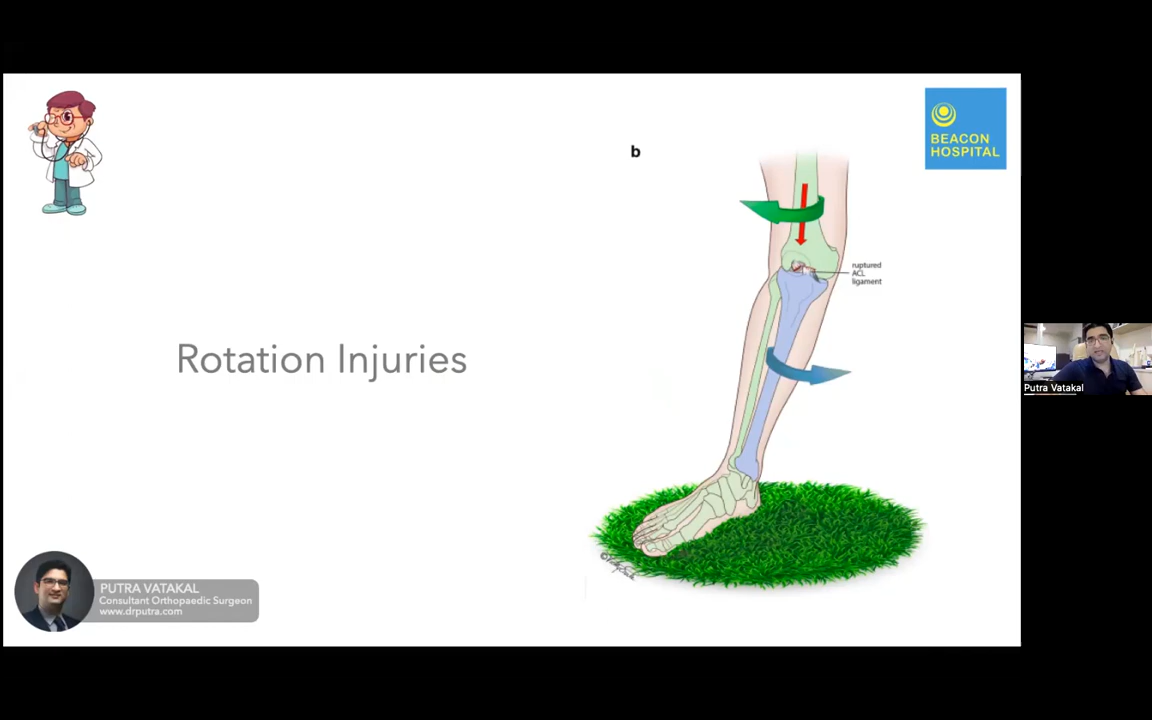 b
BEACON
HOSPITAL
ruptured
ACL
ligament
Rotation Injuries
Putra Vatakal
PUTRA VATAKAL
Consultant Orthopaedic Surgeon
www.drputra.com